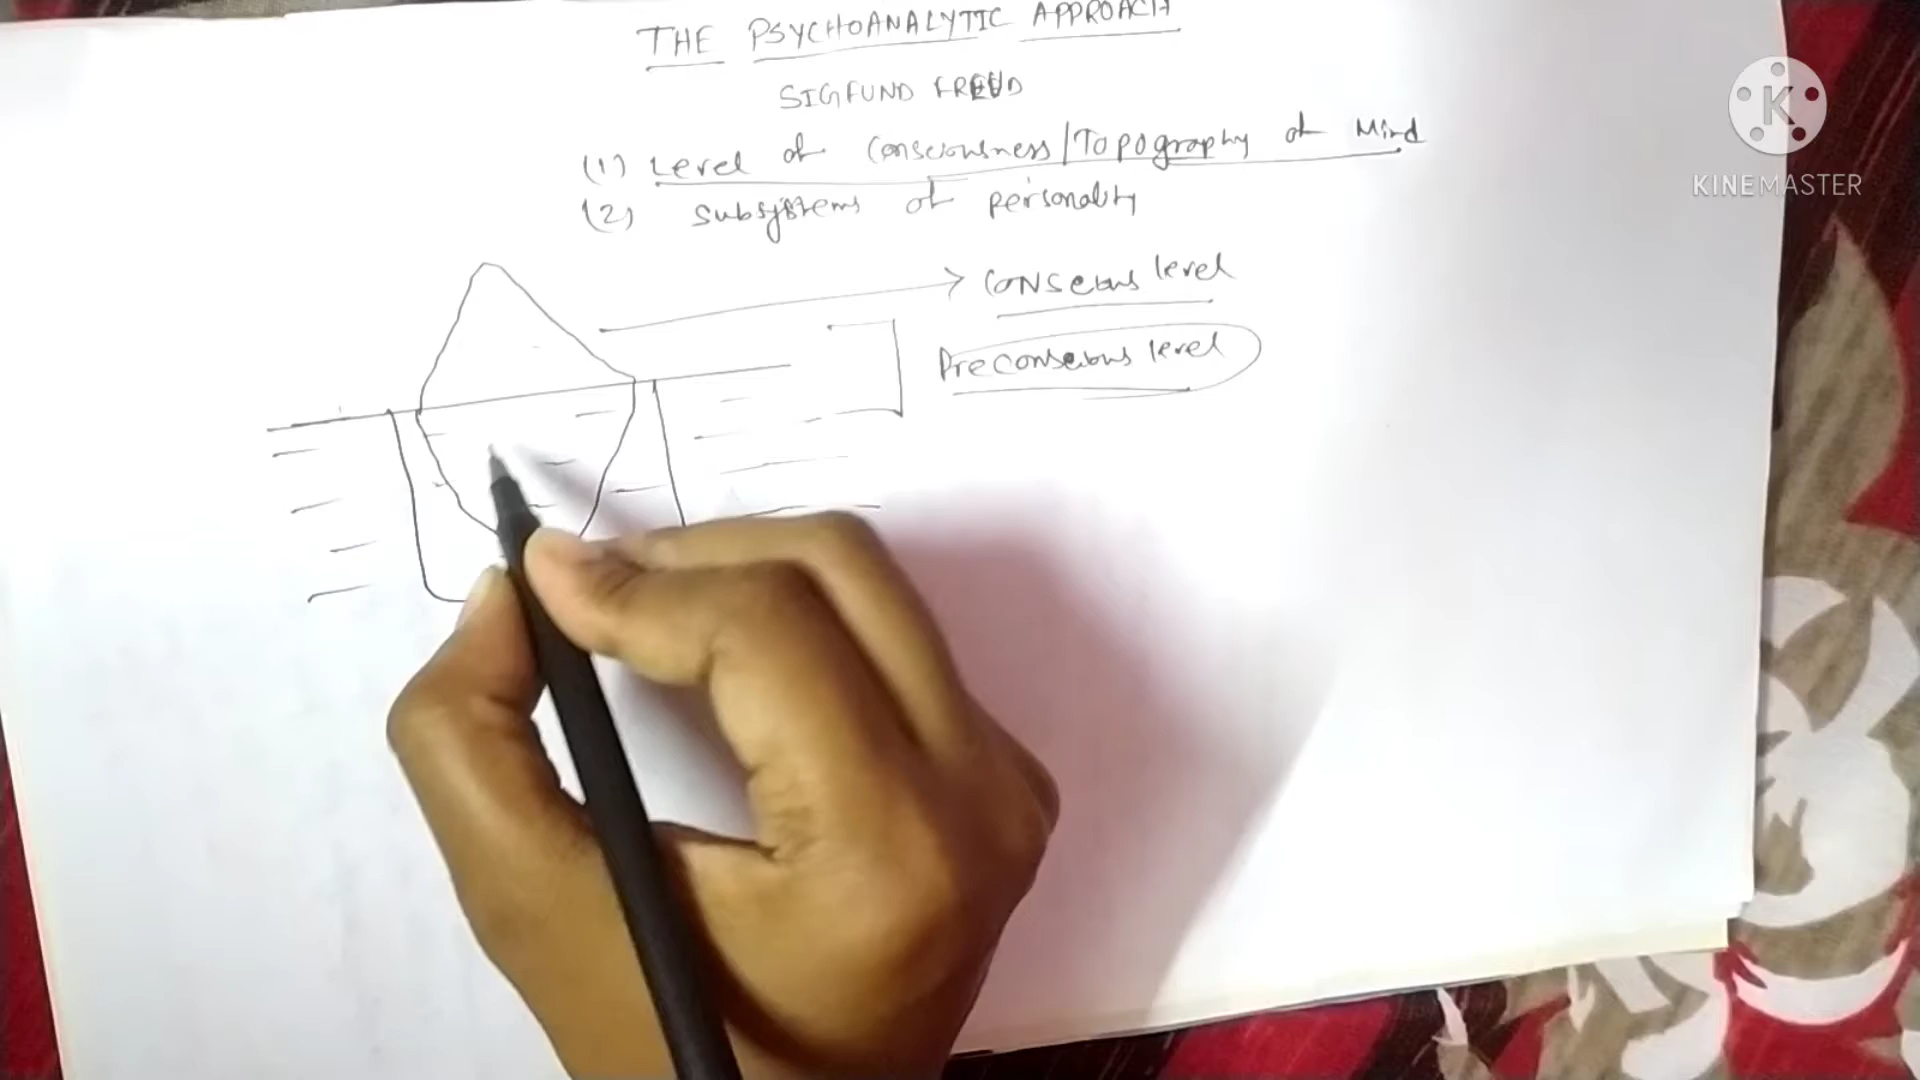 THE PSYCHOANALYTIC APPROACH
SIGFUND FREUD
(1) Level of Consciousness/Topography of Mind
(2) subsystems of personality
CONScious level
Preconscious level
K
KINEMASTER